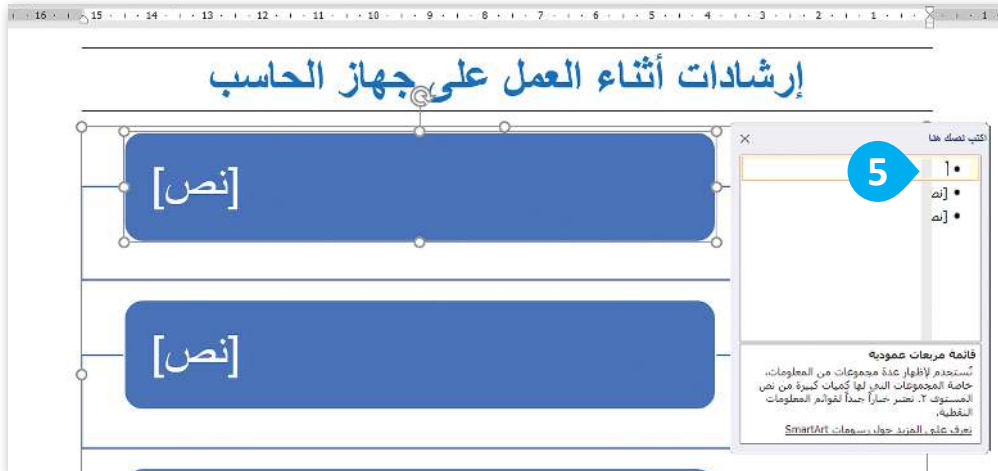 16 15 14 13 12 11 10 9 8 7 6 5 4 3 2 1 1
إرشادات أثناء العمل على جهاز الحاسب
اكتب نصك هنا
5
[نص]
[نص]
قائمة مربعات عمودية
تُستخدم لإظهار عدة مجموعات من المعلومات،
خاصة المجموعات التي لها كميات كبيرة من نص
المستوى ٢. تعتبر خياراً جيداً لقوائم المعلومات
النقطية.
تعرف على المزيد حول رسومات SmartArt